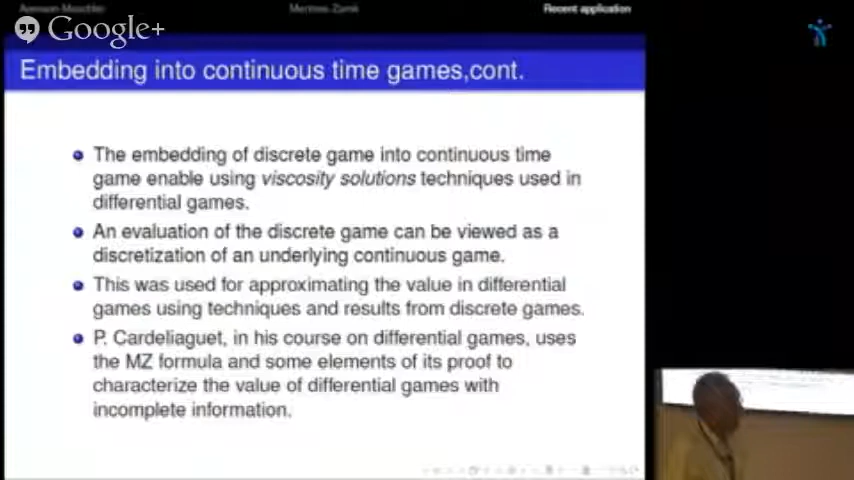 Aumann-Maschler Mertens-Zamir Recent application
Google+
Embedding into continuous time games,cont.
The embedding of discrete game into continuous time
game enable using viscosity solutions techniques used in
differential games.
An evaluation of the discrete game can be viewed as a
discretization of an underlying continuous game.
This was used for approximating the value in differential
games using techniques and results from discrete games.
P. Cardeliaguet, in his course on differential games, uses
the MZ formula and some elements of its proof to
characterize the value of differential games with
incomplete information.